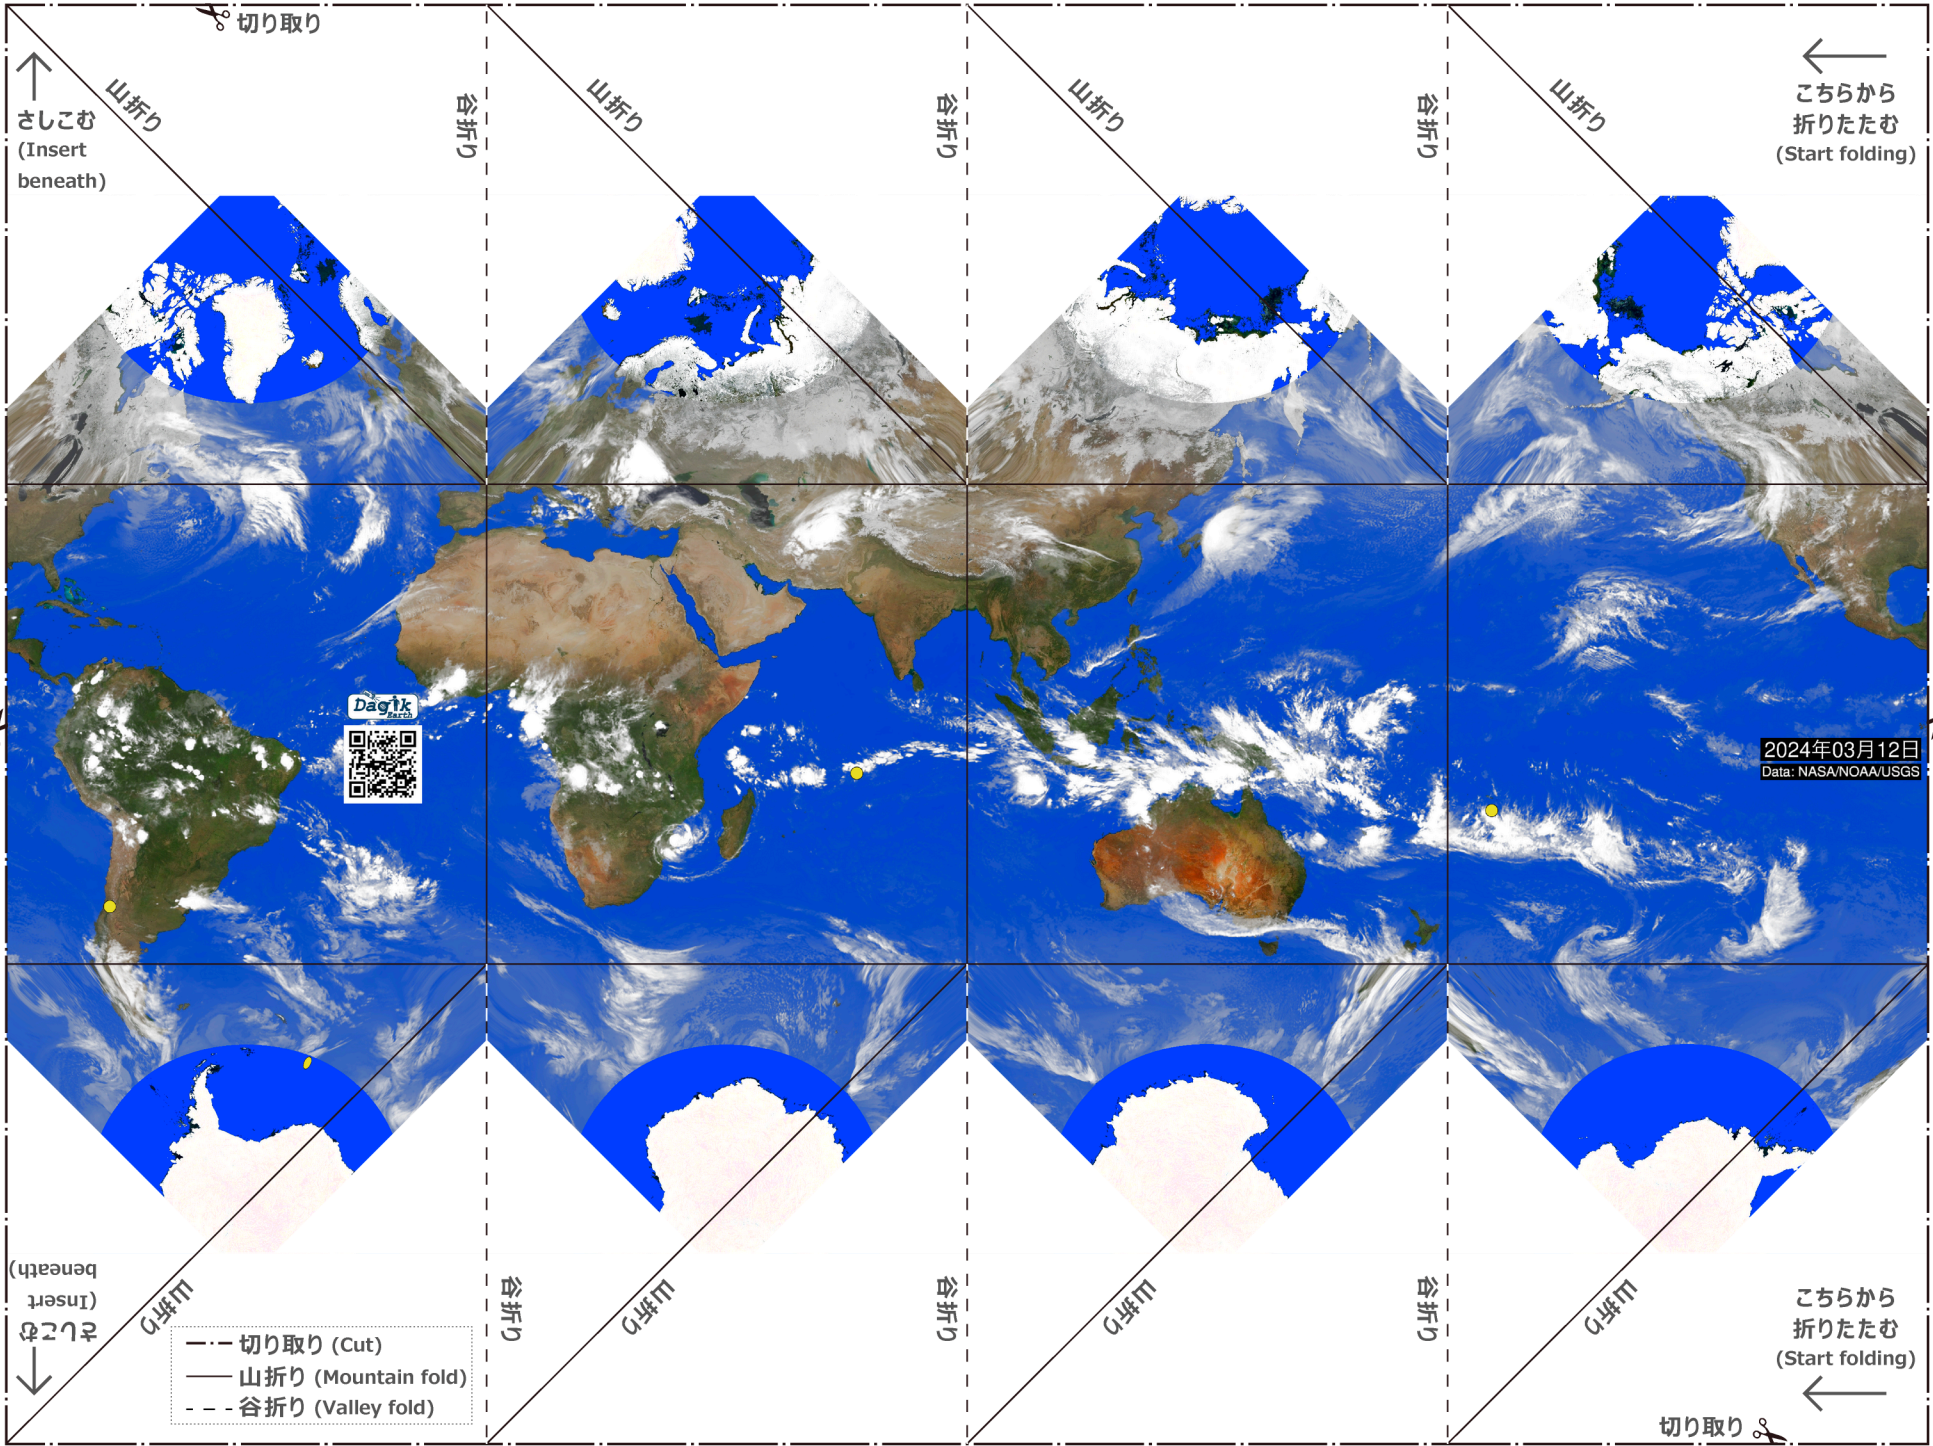 切り取り
山折り
谷折り
山折り
谷折り
山折り
谷折り
山折り
さしこむ
(Insert
beneath)
こちらから
折りたたむ
(Start folding)
Dagik
Earth
2024年03月12日
Data: NASA/NOAA/USGS
さしこむ
(Insert
beneath)
山折り
谷折り
山折り
谷折り
山折り
谷折り
山折り
こちらから
折りたたむ
(Start folding)
切り取り (Cut)
山折り (Mountain fold)
谷折り (Valley fold)
切り取り